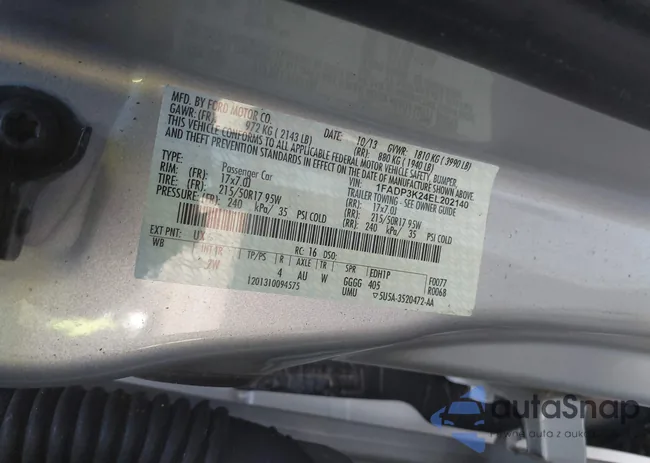 MFD. BY FORD MOTOR CO.
DATE: 10/13 GVWR: 1810 KG ( 3990 LB)
GAWR: (FR): 972 KG ( 2143 LB) (RR): 880 KG ( 1940 LB)
THIS VEHICLE CONFORMS TO ALL APPLICABLE FEDERAL MOTOR VEHICLE SAFETY, BUMPER,
AND THEFT PREVENTION STANDARDS IN EFFECT ON THE DATE OF MANUFACTURE SHOWN ABOVE.
VIN: 1FADP3K24EL202140
TYPE: Passenger Car TRAILER TOWING - SEE OWNER GUIDE
RIM: (FR): 17x7.0J 17x7.0J
TIRE: (FR): 215/50R17 95W (RR): 215/50R17 95W
PRESSURE: (FR): 240 kPa/ 35 PSI COLD (RR): 240 kPa/ 35 PSI COLD
EXT PNT: UX RC: 16 DSO:
WB TP/PS R AXLE TR SPR EDH1P F0077
W 4 AU W GGGG 405 R0068
1201310094575 UMU 5U5A-3520472-AA
autaSnap
twoje auta z aukcji